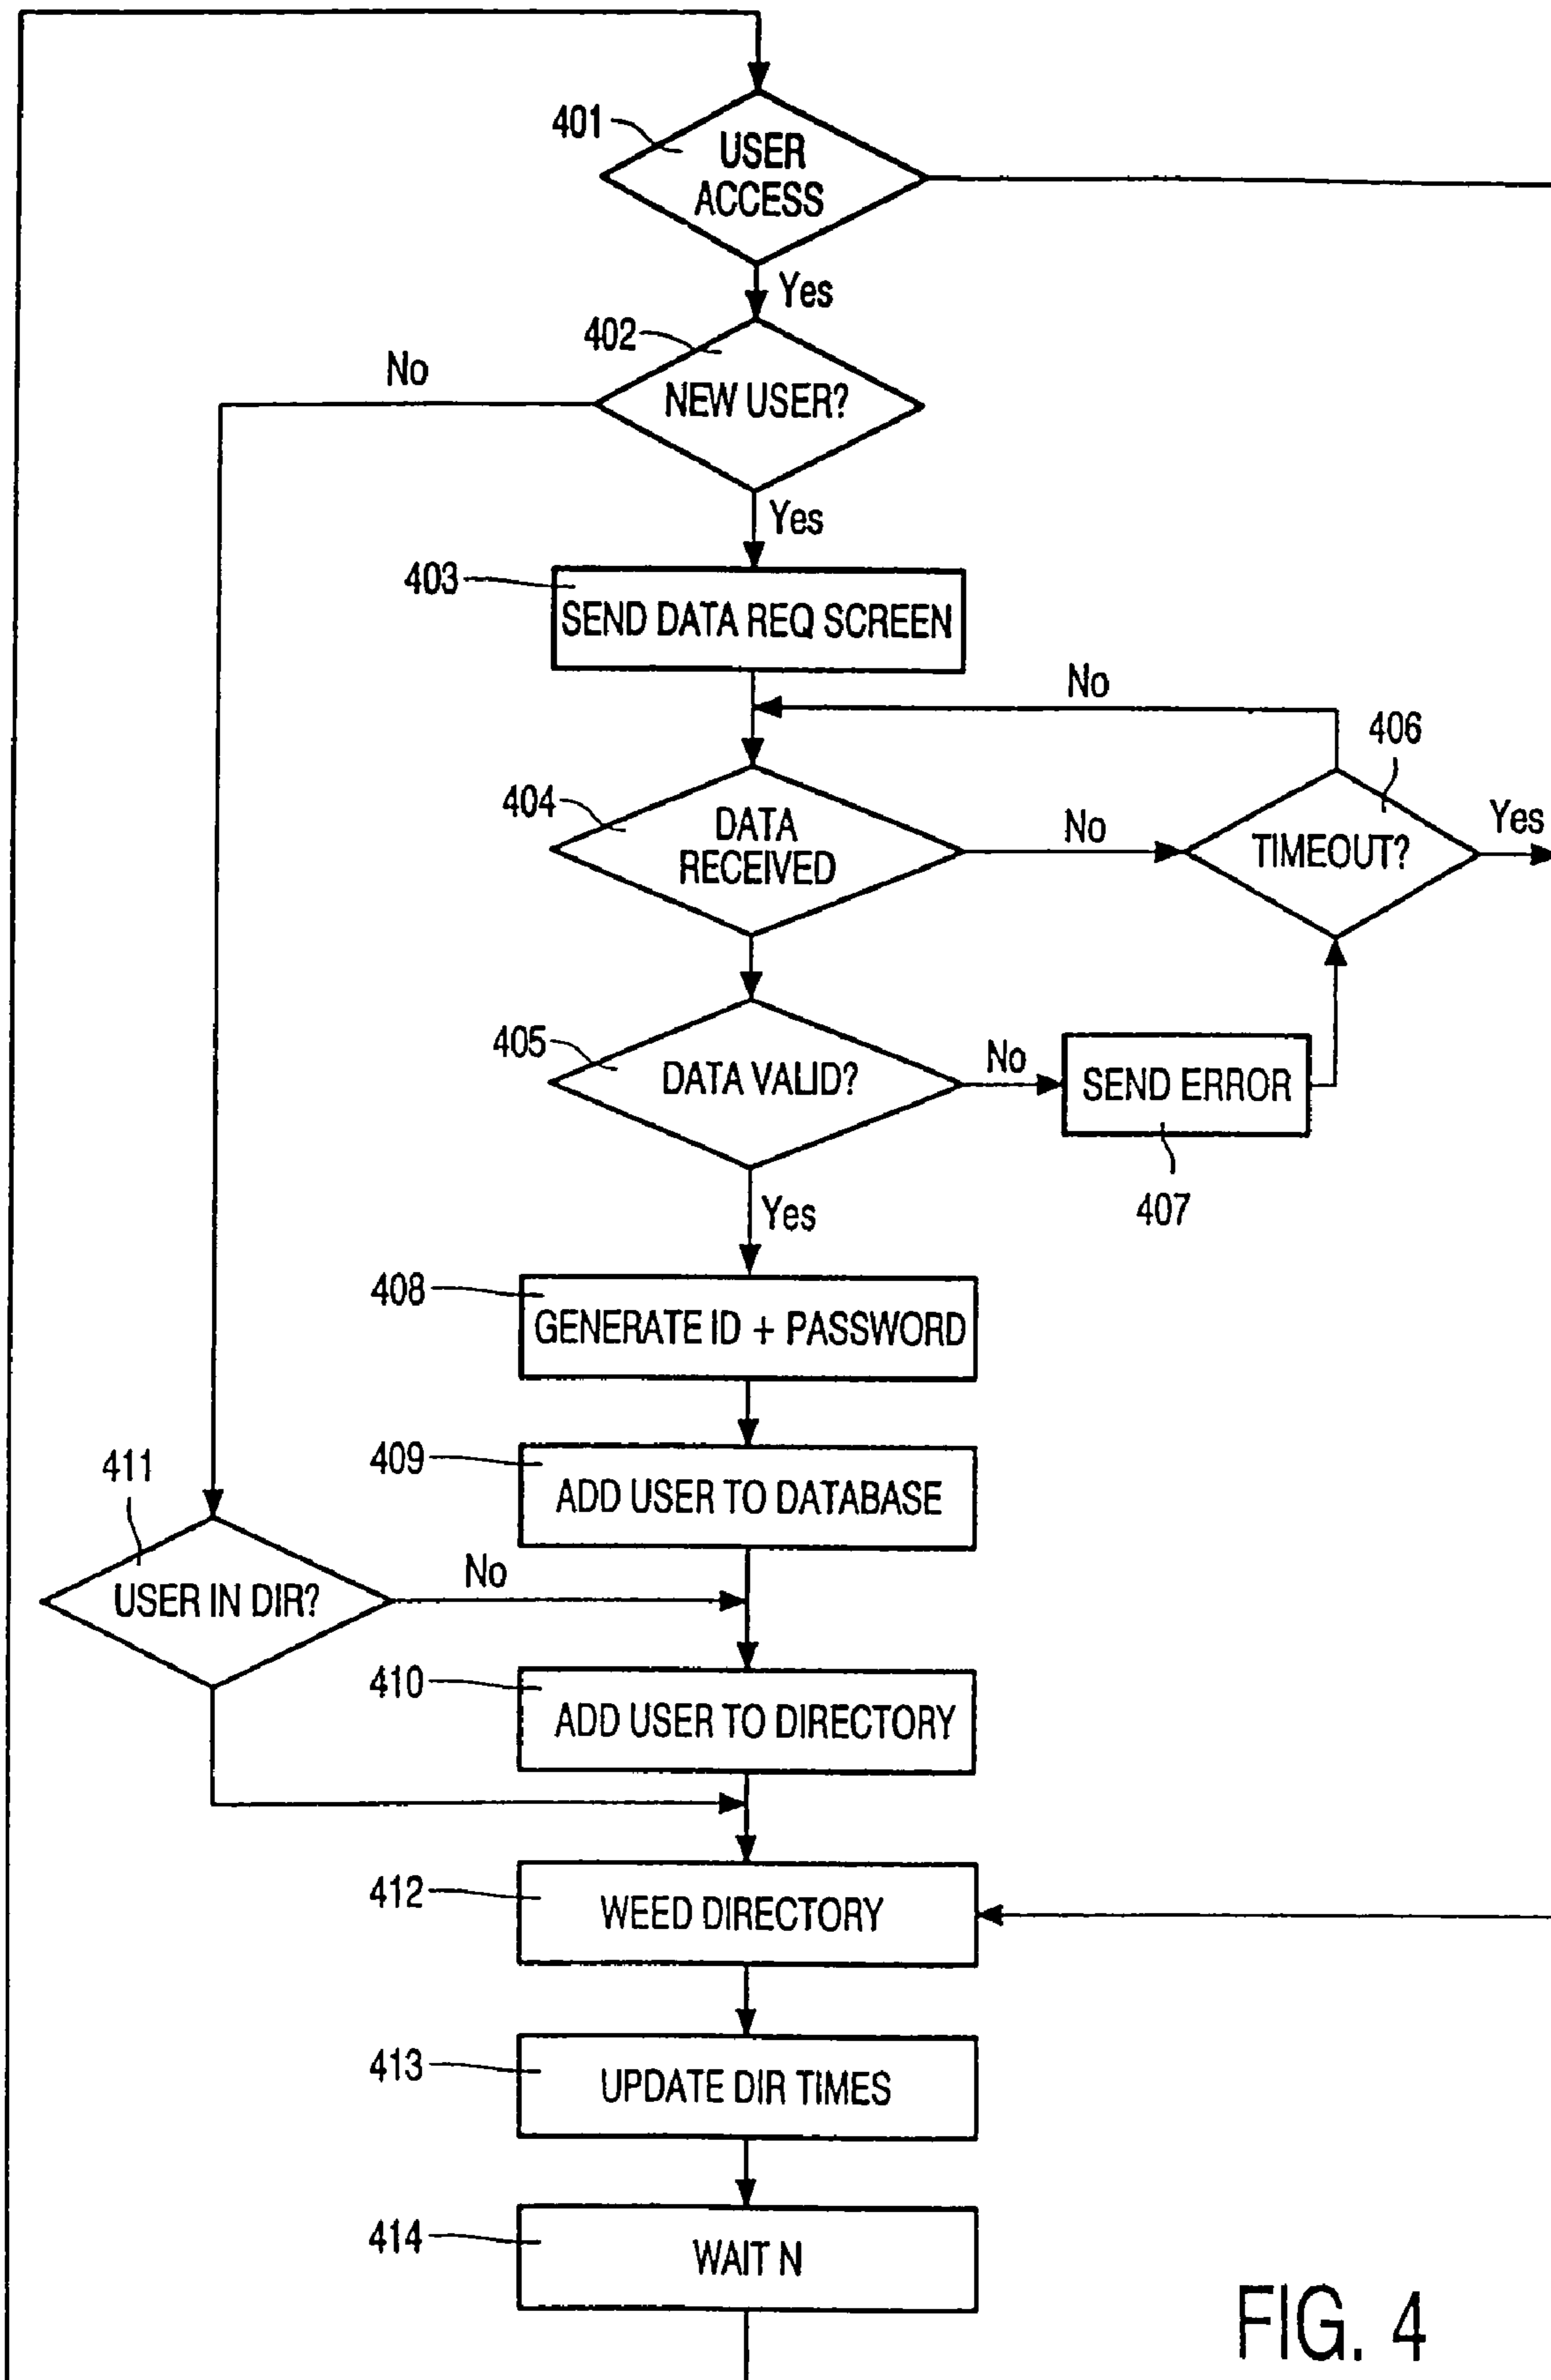 401
USER
ACCESS
Yes
402
No
NEW USER?
Yes
403
SEND DATA REQ SCREEN
No
406
404
DATA
RECEIVED
No
TIMEOUT?
Yes
405
DATA VALID?
No
SEND ERROR
407
Yes
408
GENERATE ID + PASSWORD
409
ADD USER TO DATABASE
411
USER IN DIR?
No
410
ADD USER TO DIRECTORY
412
WEED DIRECTORY
413
UPDATE DIR TIMES
414
WAIT N
FIG. 4